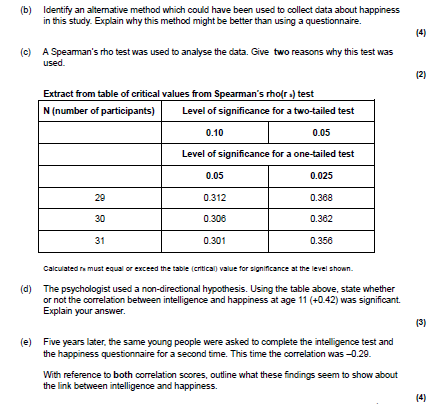 (b) Identify an alternative method which could have been used to collect data about happiness
in this study. Explain why this method might be better than using a questionnaire.
(4)
(c) A Spearman's rho test was used to analyse the data. Give two reasons why this test was
used.
(2)
Extract from table of critical values from Spearman's rho(r s) test
N (number of participants) Level of significance for a two-tailed test
0.10 0.05
Level of significance for a one-tailed test
0.05 0.025
29 0.312 0.368
30 0.306 0.362
31 0.301 0.356
Calculated rs must equal or exceed the table (critical) value for significance at the level shown.
(d) The psychologist used a non-directional hypothesis. Using the table above, state whether
or not the correlation between intelligence and happiness at age 11 (+0.42) was significant.
Explain your answer.
(3)
(e) Five years later, the same young people were asked to complete the intelligence test and
the happiness questionnaire for a second time. This time the correlation was –0.29.
With reference to both correlation scores, outline what these findings seem to show about
the link between intelligence and happiness.
(4)